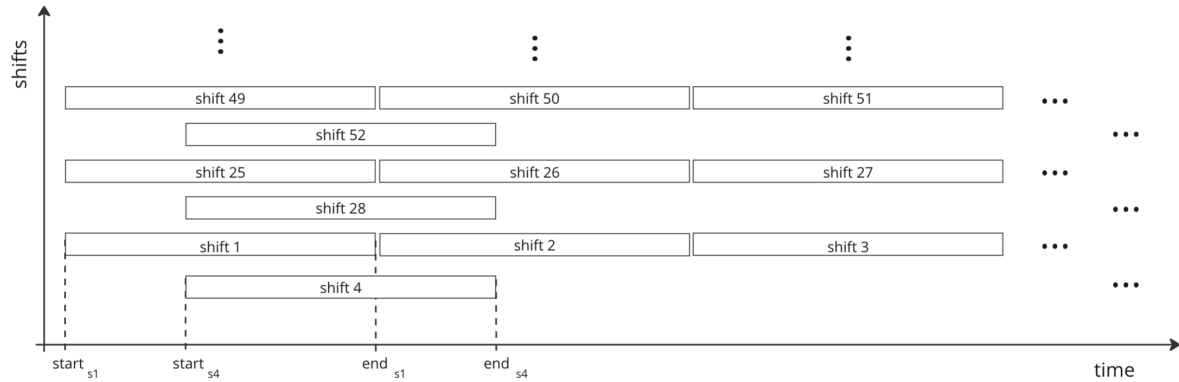 shifts
shift 49 shift 50 shift 51
shift 52
shift 25 shift 26 shift 27
shift 28
shift 1 shift 2 shift 3
shift 4
start s1 start s4 end s1 end s4
time